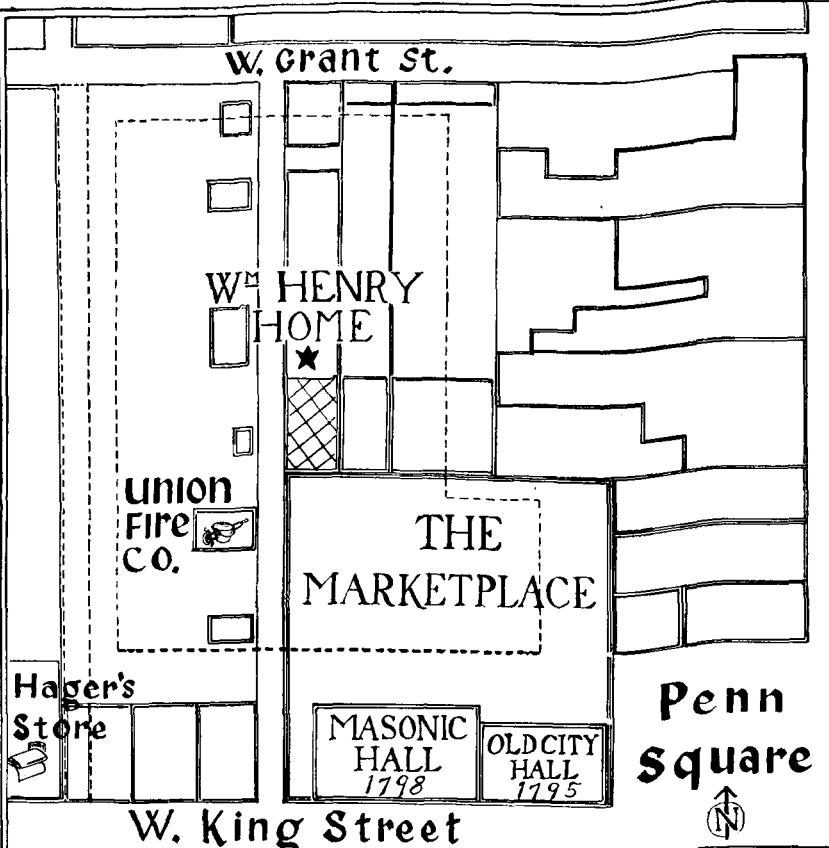 W. Grant St.
Wᴹ HENRY
HOME
UNION
FIRE
CO.
THE
MARKETPLACE
Hager's
Store
MASONIC
HALL
1798
OLD CITY
HALL
1795
Penn
Square
N
W. King Street